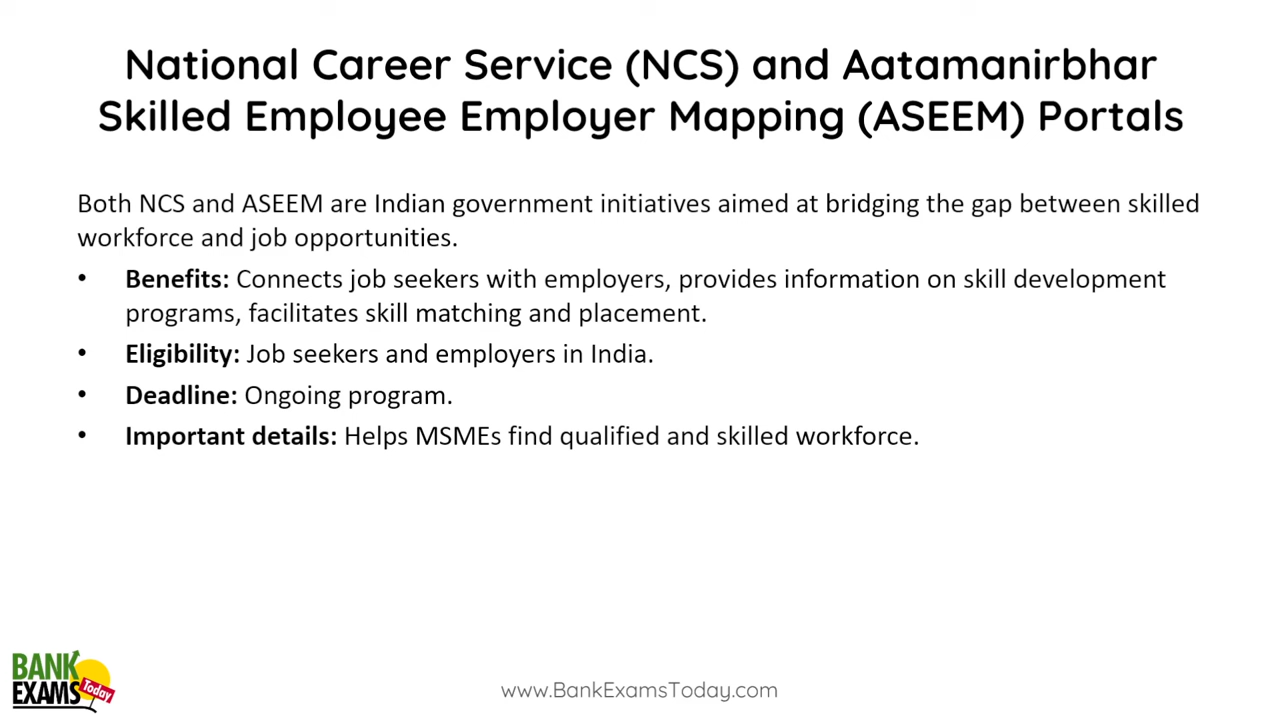 National Career Service (NCS) and Aatamanirbhar
Skilled Employee Employer Mapping (ASEEM) Portals
Both NCS and ASEEM are Indian government initiatives aimed at bridging the gap between skilled
workforce and job opportunities.
• Benefits: Connects job seekers with employers, provides information on skill development
programs, facilitates skill matching and placement.
• Eligibility: Job seekers and employers in India.
• Deadline: Ongoing program.
• Important details: Helps MSMEs find qualified and skilled workforce.
BANK
EXAMS Today
www.BankExamsToday.com